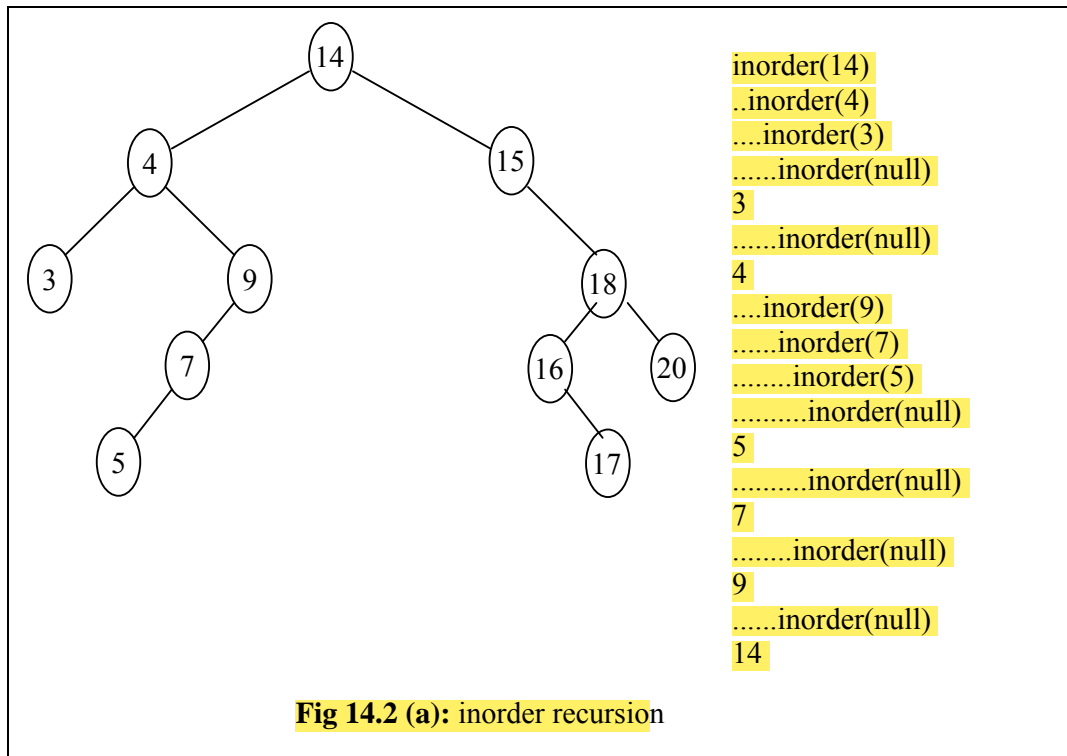 14
4
15
3
9
18
7
16
20
5
17
inorder(14)
..inorder(4)
....inorder(3)
......inorder(null)
3
......inorder(null)
4
....inorder(9)
......inorder(7)
........inorder(5)
..........inorder(null)
5
..........inorder(null)
7
........inorder(null)
9
......inorder(null)
14
Fig 14.2 (a): inorder recursion